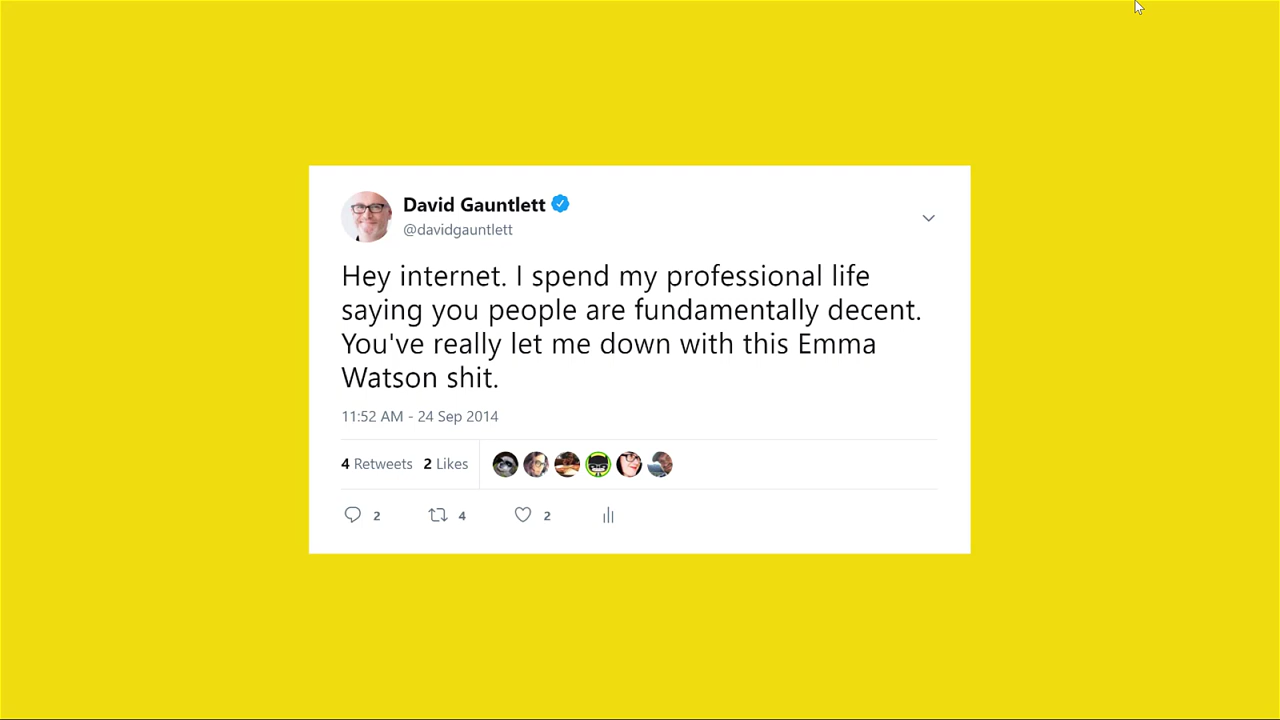 David Gauntlett
@davidgauntlett
Hey internet. I spend my professional life
saying you people are fundamentally decent.
You've really let me down with this Emma
Watson shit.
11:52 AM - 24 Sep 2014
4 Retweets 2 Likes
2 4 2